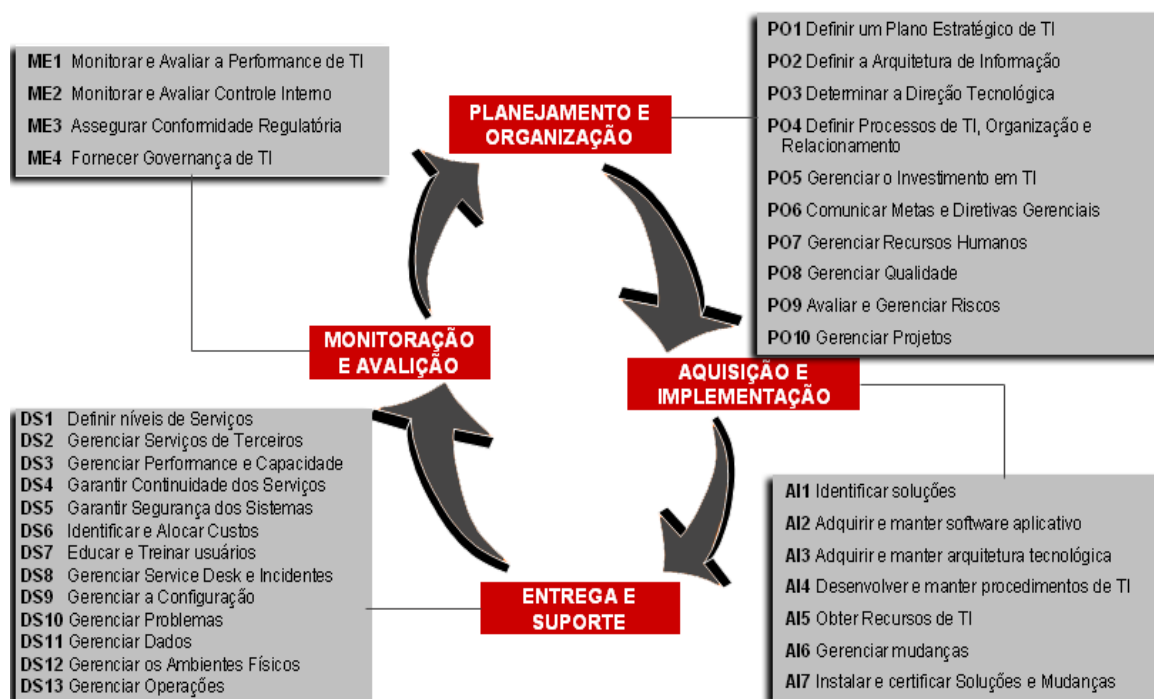 ME1 Monitorar e Avaliar a Performance de TI
ME2 Monitorar e Avaliar Controle Interno
ME3 Assegurar Conformidade Regulatória
ME4 Fornecer Governança de TI
PLANEJAMENTO E
ORGANIZAÇÃO
PO1 Definir um Plano Estratégico de TI
PO2 Definir a Arquitetura de Informação
PO3 Determinar a Direção Tecnológica
PO4 Definir Processos de TI, Organização e
Relacionamento
PO5 Gerenciar o Investimento em TI
PO6 Comunicar Metas e Diretivas Gerenciais
PO7 Gerenciar Recursos Humanos
PO8 Gerenciar Qualidade
PO9 Avaliar e Gerenciar Riscos
PO10 Gerenciar Projetos
MONITORAÇÃO
E AVALIÇÃO
AQUISIÇÃO E
IMPLEMENTAÇÃO
DS1 Definir níveis de Serviços
DS2 Gerenciar Serviços de Terceiros
DS3 Gerenciar Performance e Capacidade
DS4 Garantir Continuidade dos Serviços
DS5 Garantir Segurança dos Sistemas
DS6 Identificar e Alocar Custos
DS7 Educar e Treinar usuários
DS8 Gerenciar Service Desk e Incidentes
DS9 Gerenciar a Configuração
DS10 Gerenciar Problemas
DS11 Gerenciar Dados
DS12 Gerenciar os Ambientes Físicos
DS13 Gerenciar Operações
ENTREGA E
SUPORTE
AI1 Identificar soluções
AI2 Adquirir e manter software aplicativo
AI3 Adquirir e manter arquitetura tecnológica
AI4 Desenvolver e manter procedimentos de TI
AI5 Obter Recursos de TI
AI6 Gerenciar mudanças
AI7 Instalar e certificar Soluções e Mudanças